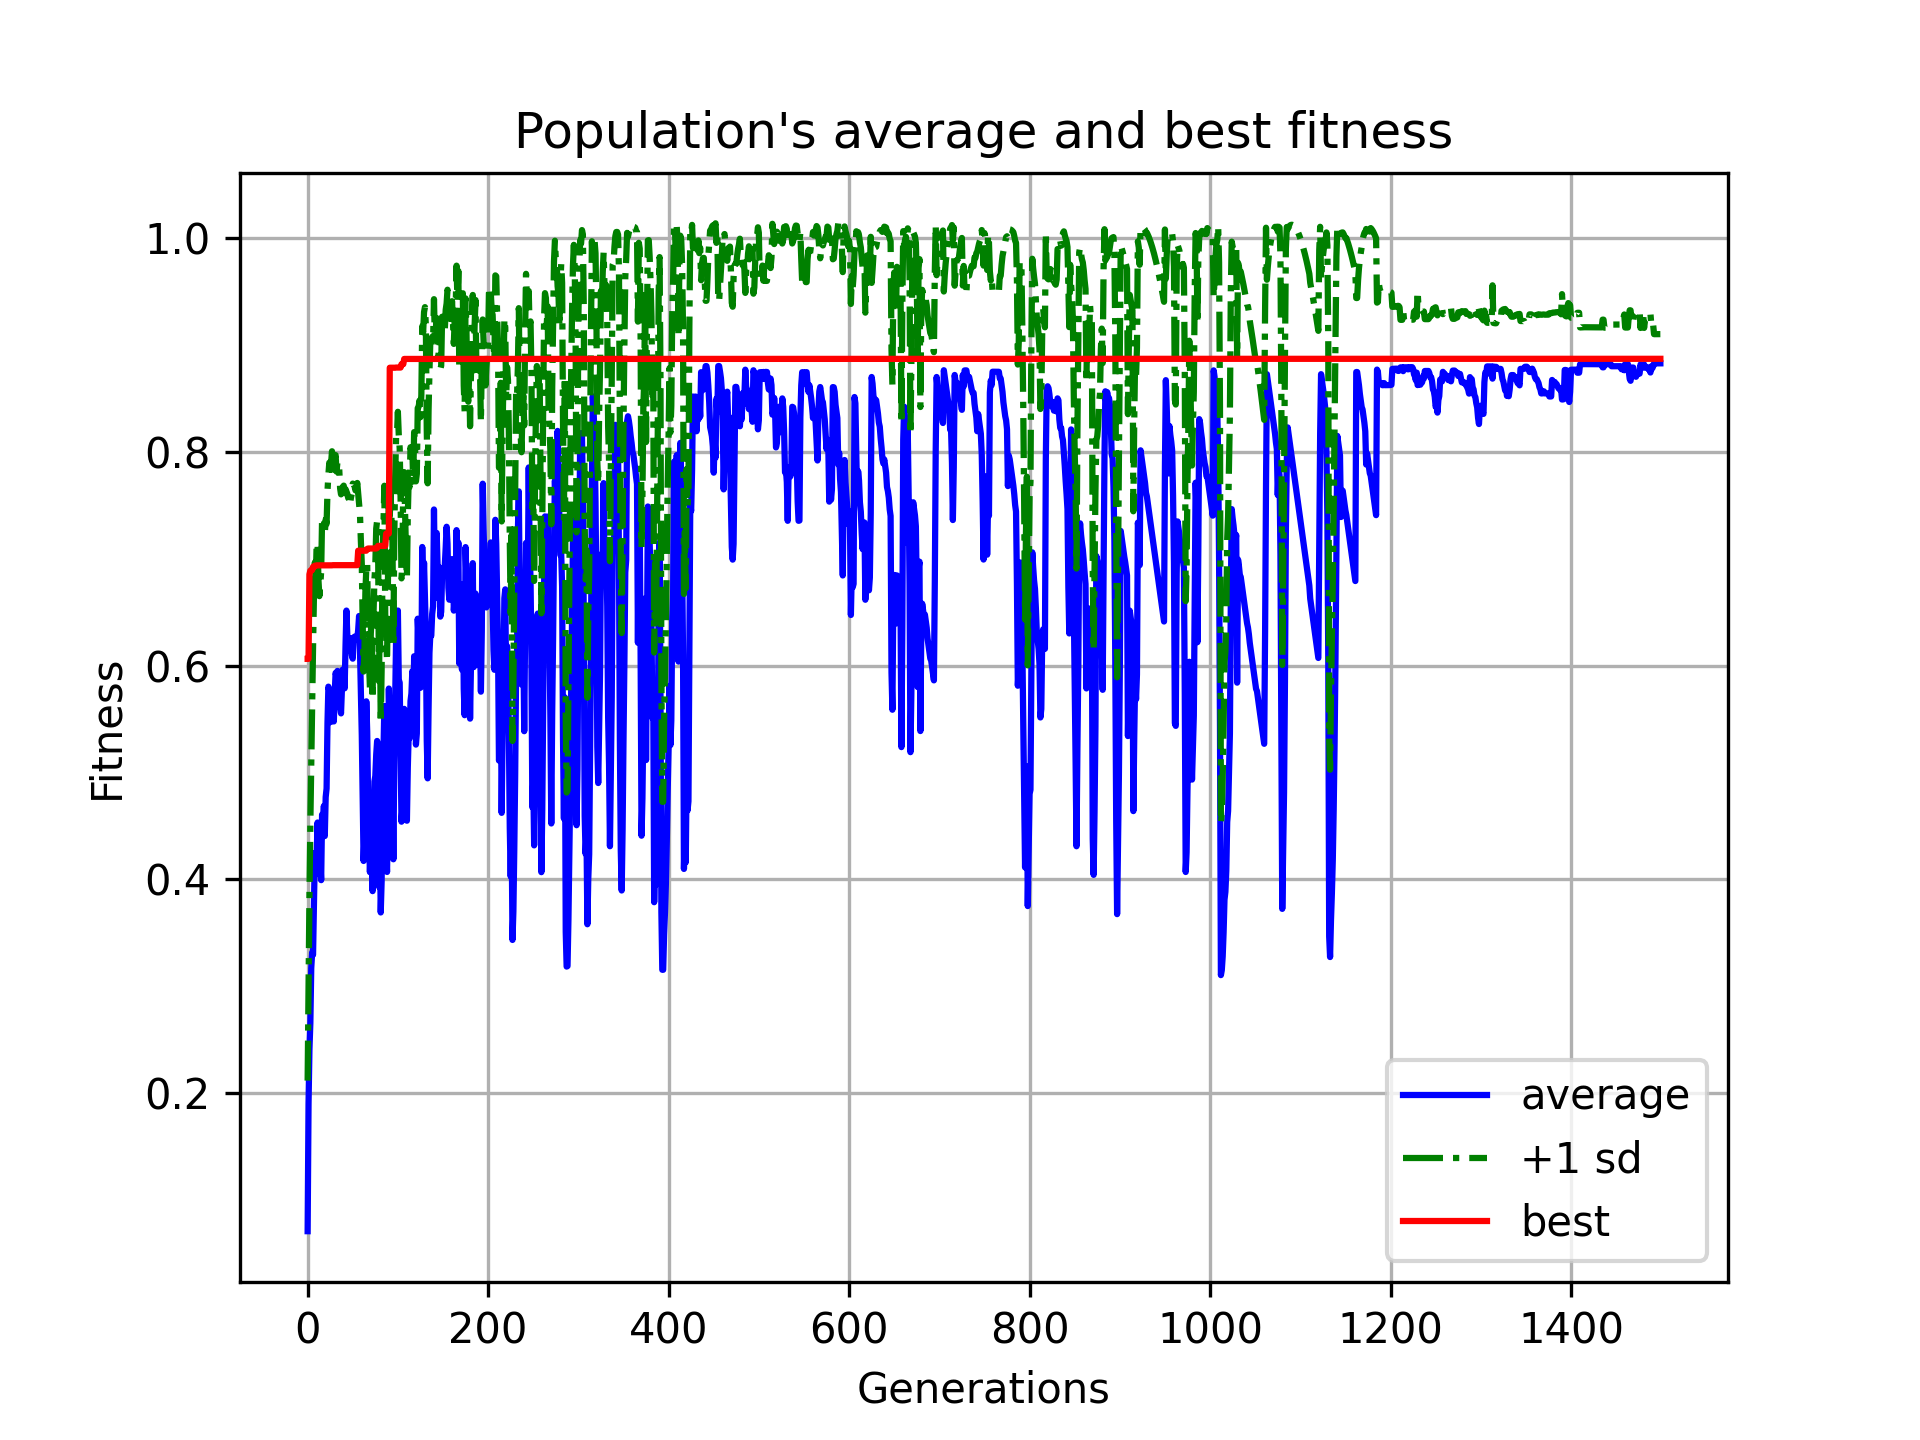 Population's average and best fitness
1.0
0.8
0.6
0.4
0.2
Fitness
0 200 400 600 800 1000 1200 1400
Generations
average
+1 sd
best